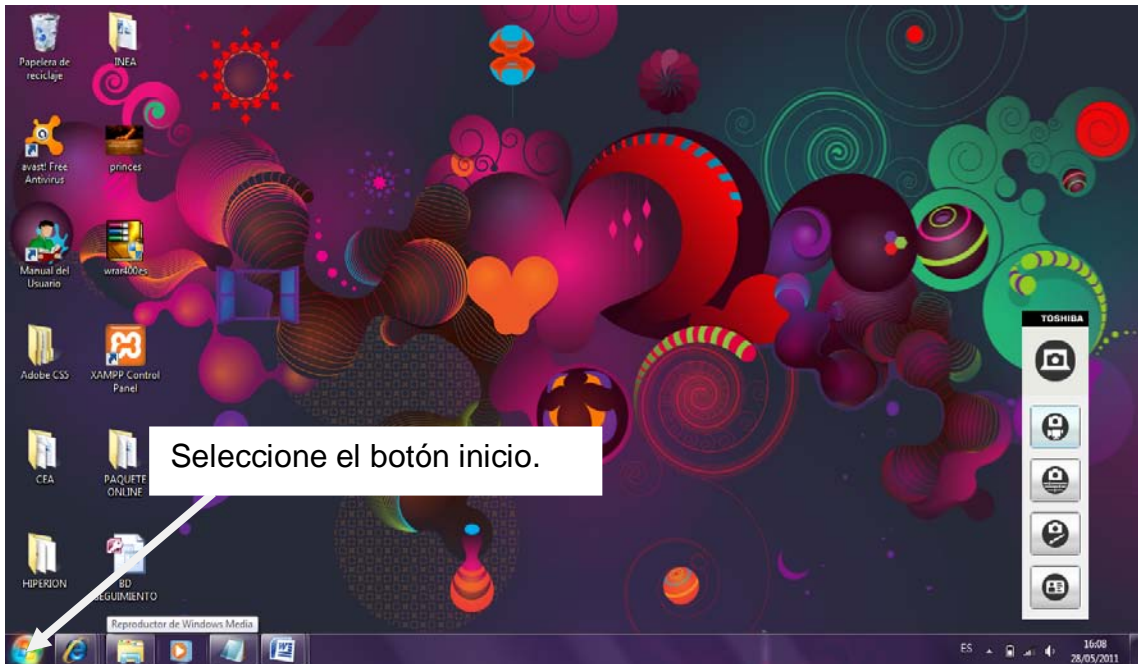 Papelera de
reciclaje
INEA
avast! Free
Antivirus
princes
Manual del
Usuario
wrar400es
Adobe CS5
XAMPP Control
Panel
CEA
PAQUETE
ONLINE
HIPERION
BD
SEGUIMIENTO
Seleccione el botón inicio.
TOSHIBA
Reproductor de Windows Media
ES
16:08
28/05/2011